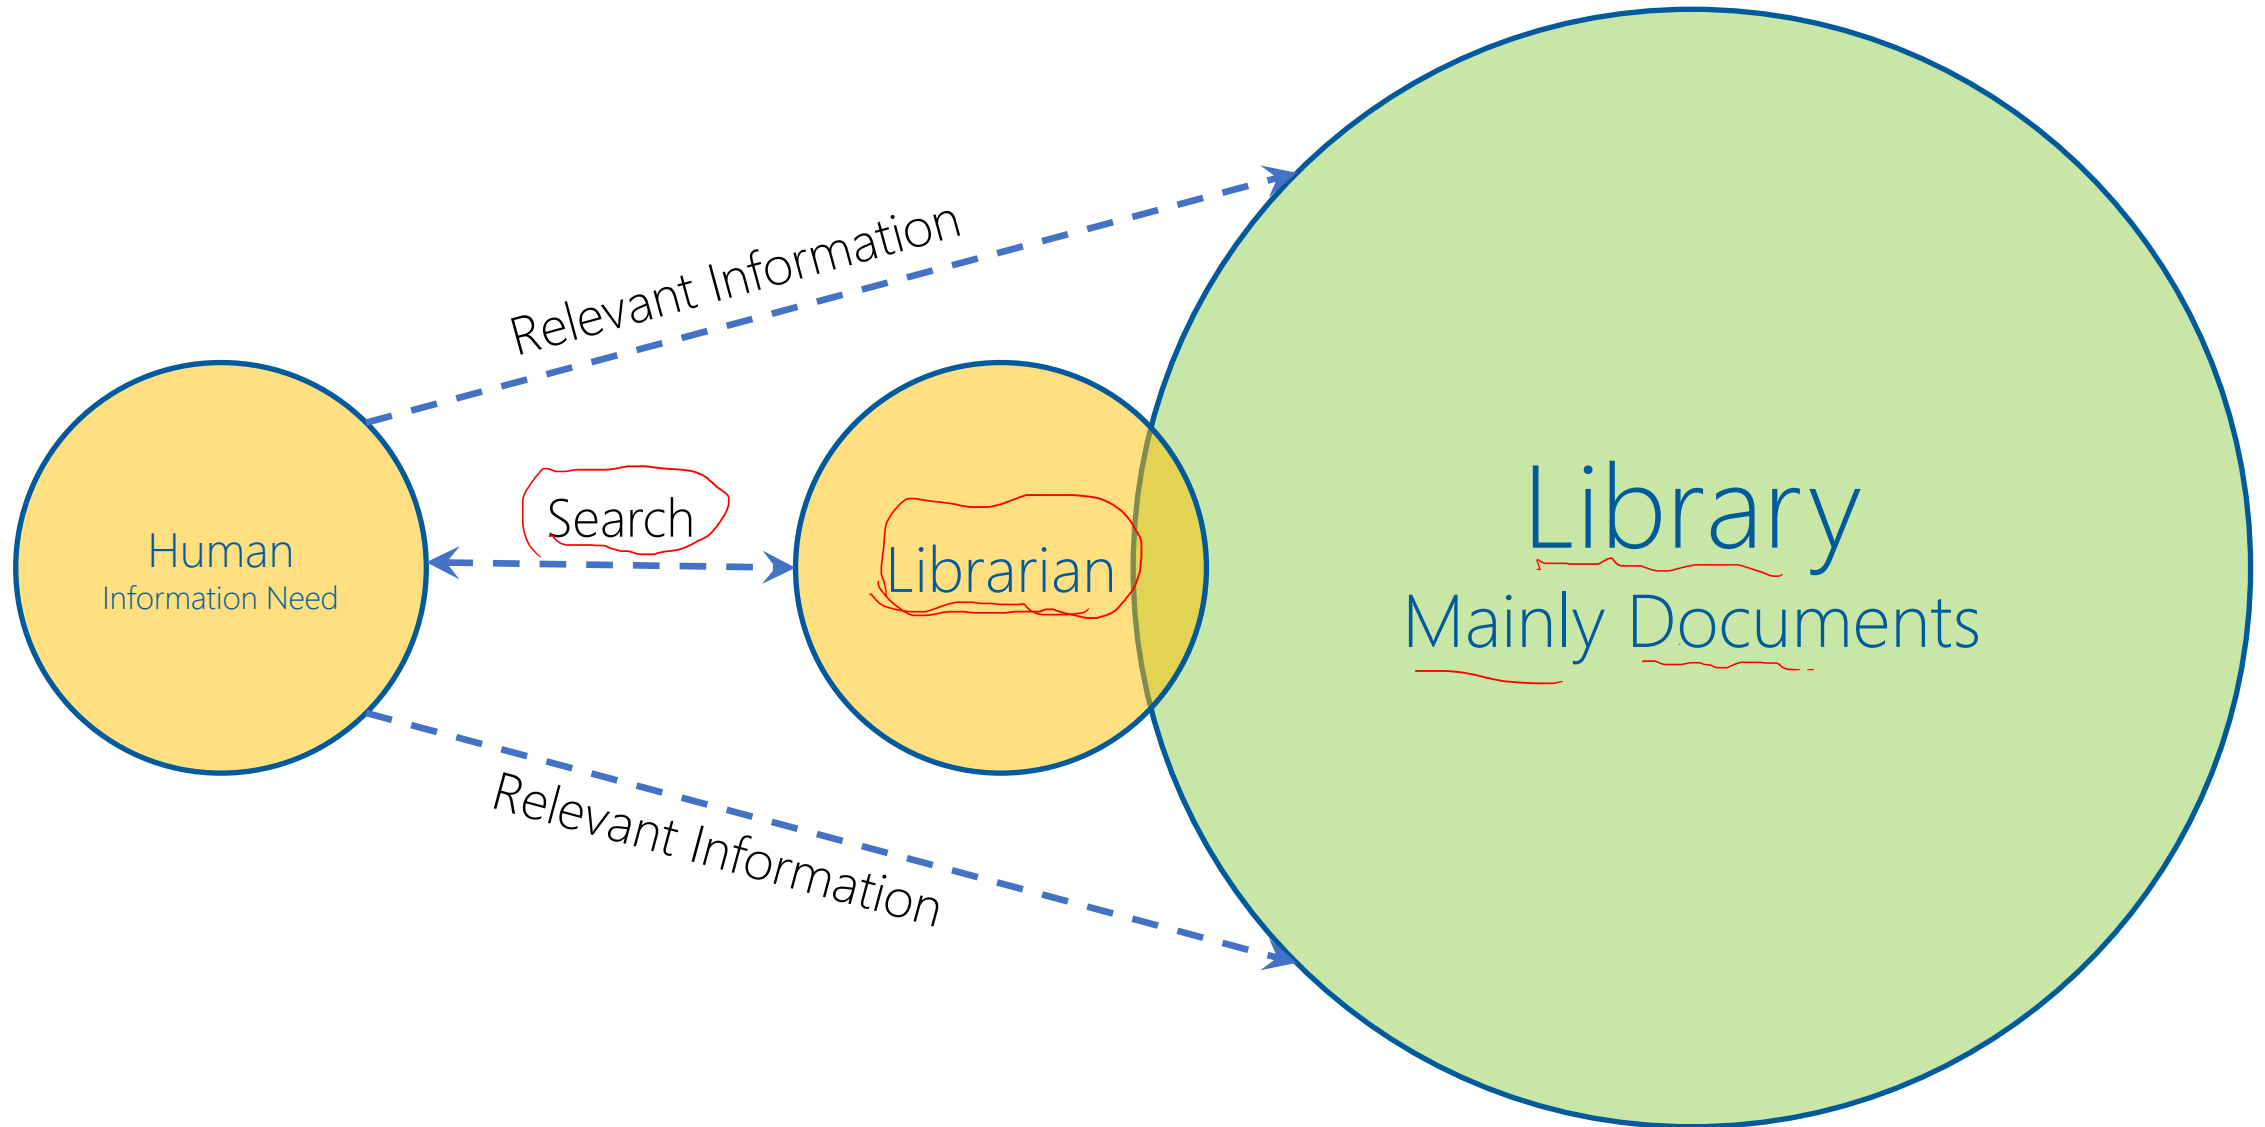 Relevant Information
Search
Human
Information Need
Librarian
Library
Mainly Documents
Relevant Information